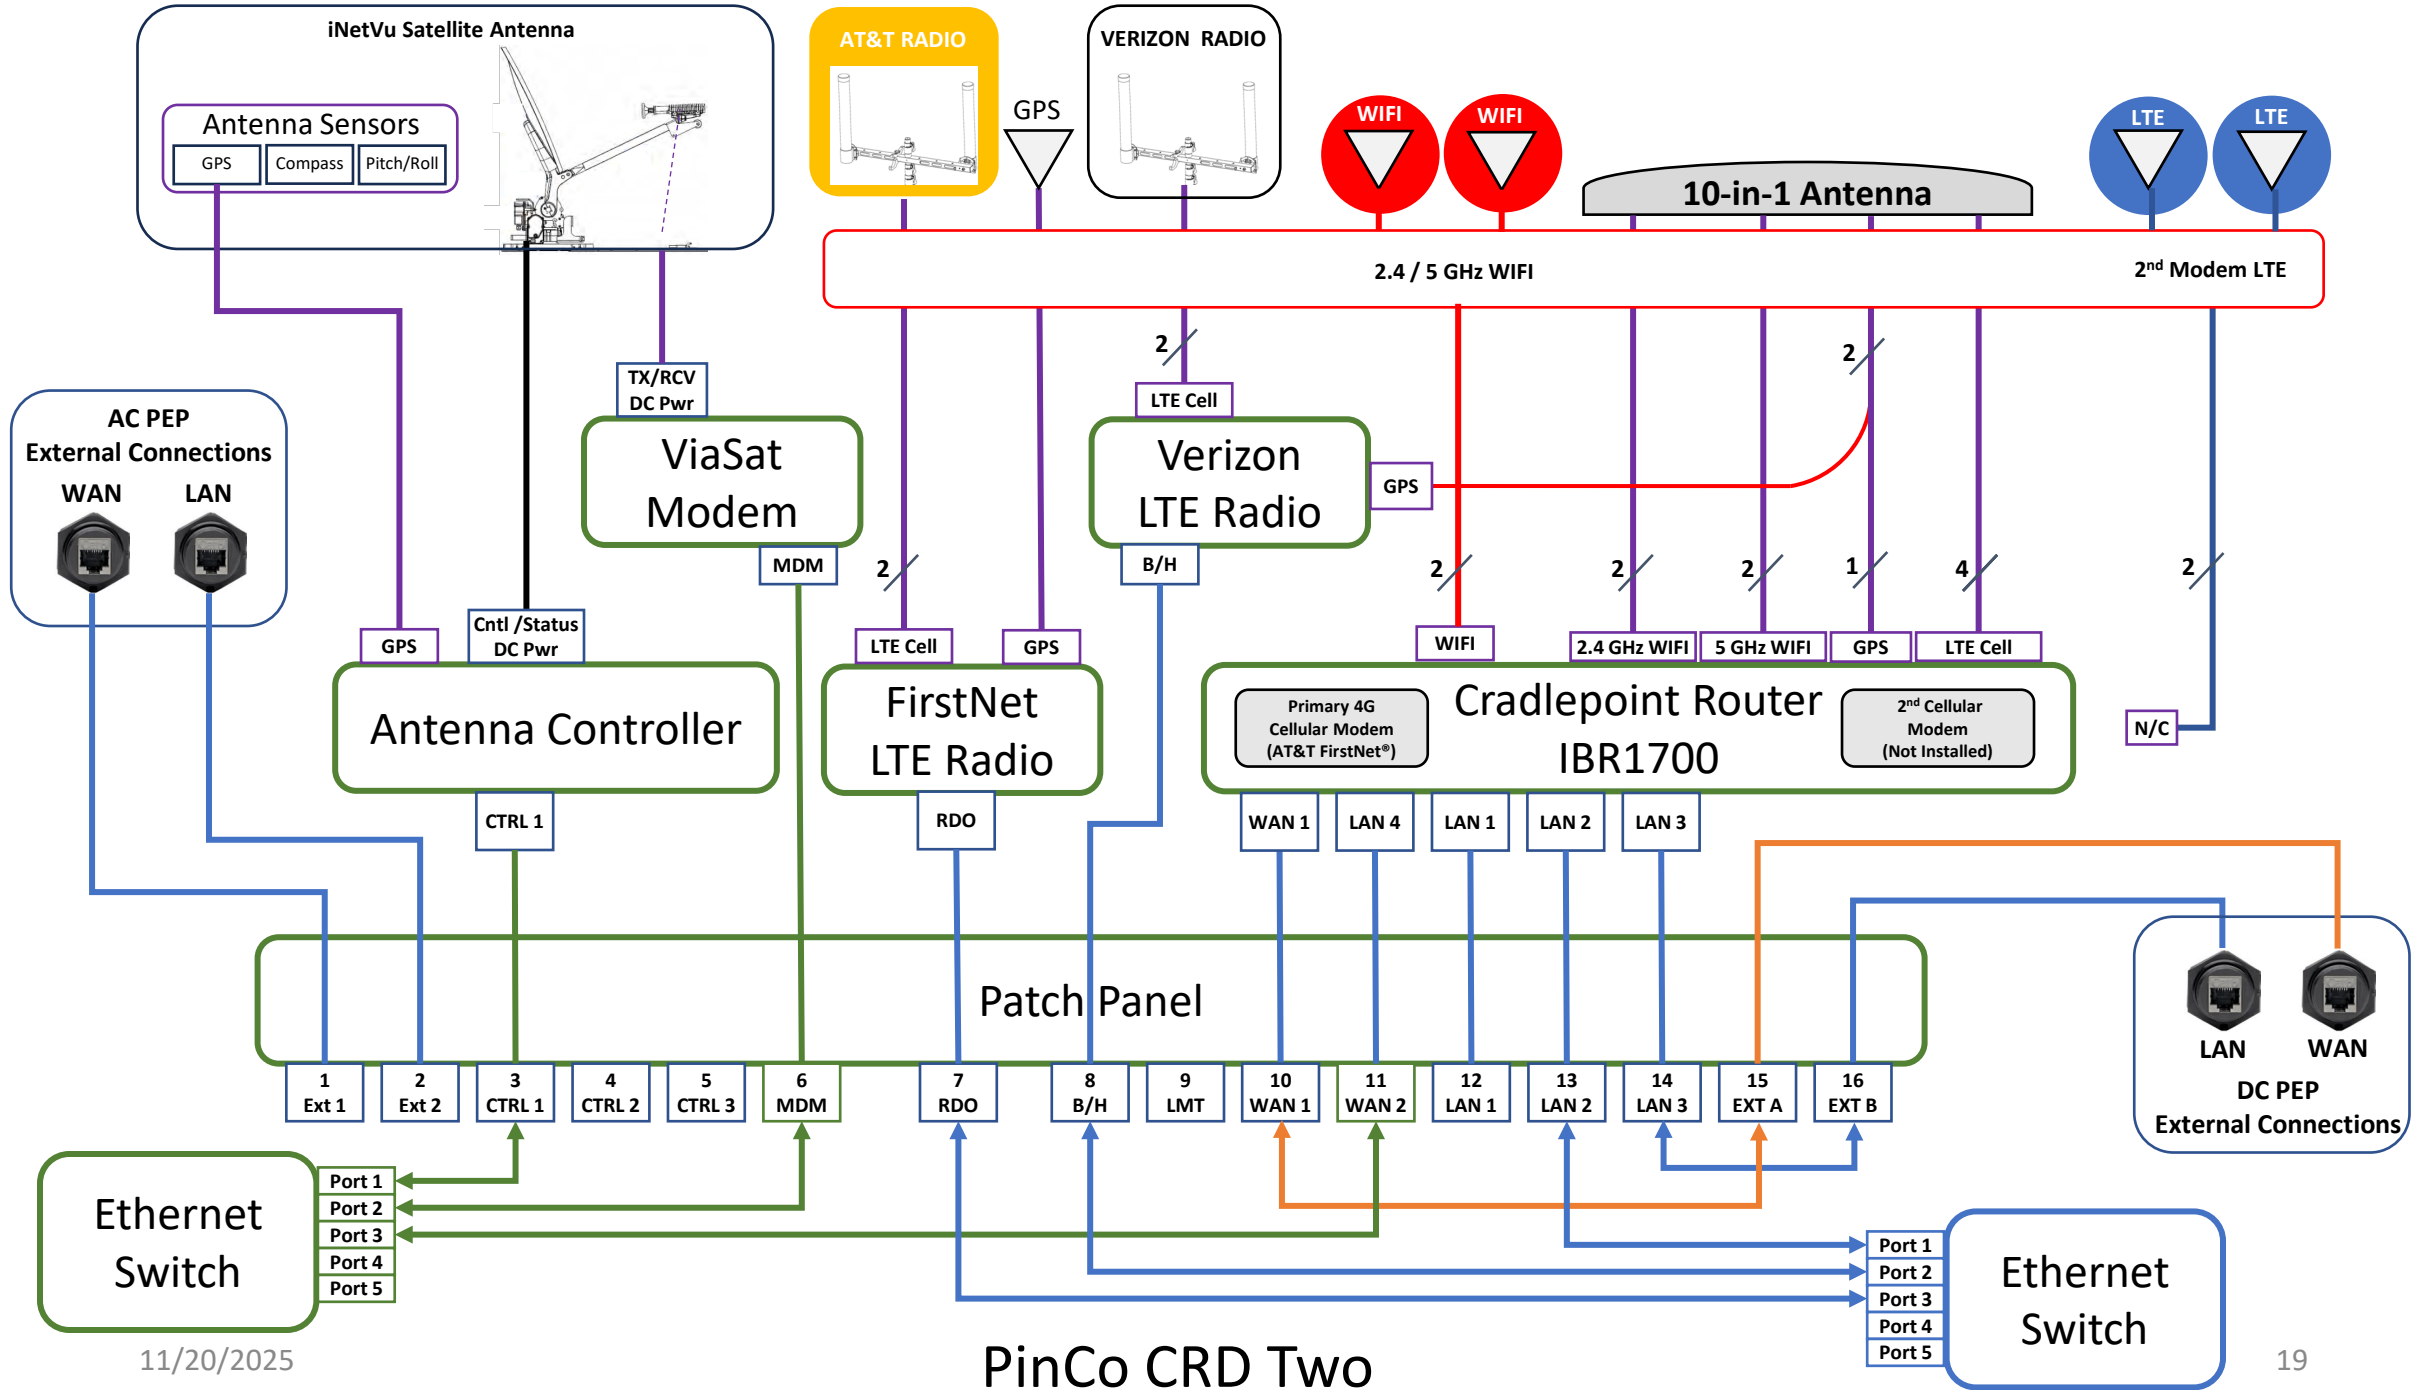 iNetVu Satellite Antenna
Antenna Sensors
GPS
Compass
Pitch/Roll
AT&T RADIO
GPS
VERIZON RADIO
WIFI
WIFI
10-in-1 Antenna
LTE
LTE
2.4 / 5 GHz WIFI
2nd Modem LTE
2
2
TX/RCV
DC Pwr
LTE Cell
AC PEP
External Connections
WAN
LAN
ViaSat
Modem
MDM
Verizon
LTE Radio
GPS
B/H
2
2
2
2
1
4
2
GPS
Cntl /Status
DC Pwr
LTE Cell
GPS
WIFI
2.4 GHz WIFI
5 GHz WIFI
GPS
LTE Cell
Antenna Controller
FirstNet
LTE Radio
Primary 4G
Cellular Modem
(AT&T FirstNet®)
Cradlepoint Router
IBR1700
2nd Cellular
Modem
(Not Installed)
N/C
CTRL 1
RDO
WAN 1
LAN 4
LAN 1
LAN 2
LAN 3
Patch Panel
LAN
WAN
DC PEP
External Connections
1
Ext 1
2
Ext 2
3
CTRL 1
4
CTRL 2
5
CTRL 3
6
MDM
7
RDO
8
B/H
9
LMT
10
WAN 1
11
WAN 2
12
LAN 1
13
LAN 2
14
LAN 3
15
EXT A
16
EXT B
Ethernet
Switch
Port 1
Port 2
Port 3
Port 4
Port 5
Port 1
Port 2
Port 3
Port 4
Port 5
Ethernet
Switch
11/20/2025
PinCo CRD Two
19